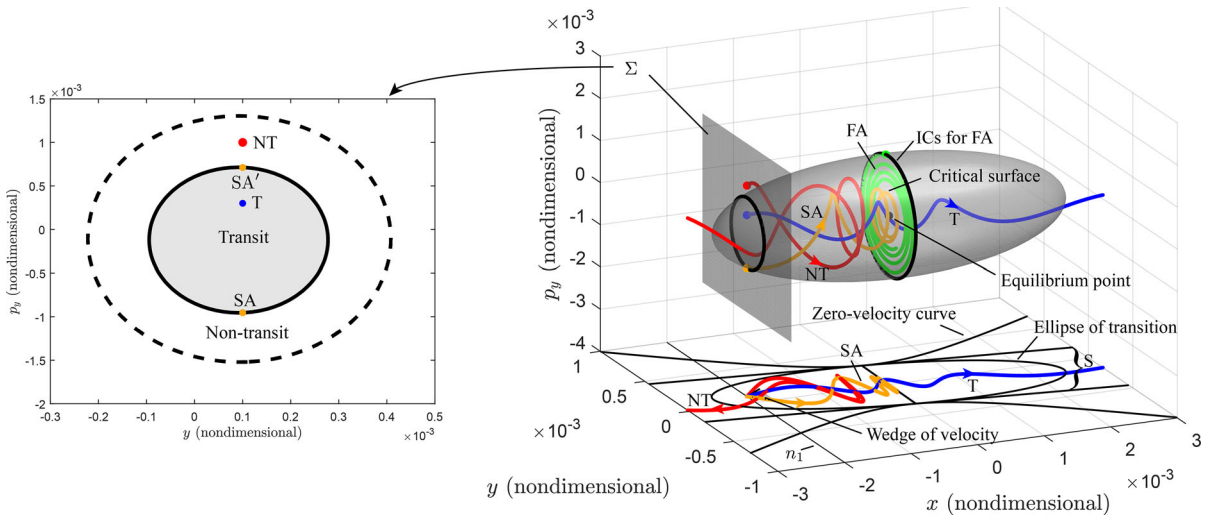 ×10⁻³
1.5
1
0.5
0
-0.5
-1
-1.5
-2
-0.3
-0.2
-0.1
0
0.1
0.2
0.3
0.4
0.5
×10⁻³
y (nondimensional)
p_y (nondimensional)
NT
SA′
T
Transit
SA
Non-transit
×10⁻³
3
2
1
0
-1
-2
-3
-4
p_y (nondimensional)
Σ
FA
ICs for FA
Critical surface
SA
T
NT
Equilibrium point
Zero-velocity curve
Ellipse of transition
SA
S
NT
T
Wedge of velocity
n₁
1
0.5
0
-0.5
-1
×10⁻³
y (nondimensional)
-3
-2
-1
0
1
2
3
×10⁻³
x (nondimensional)